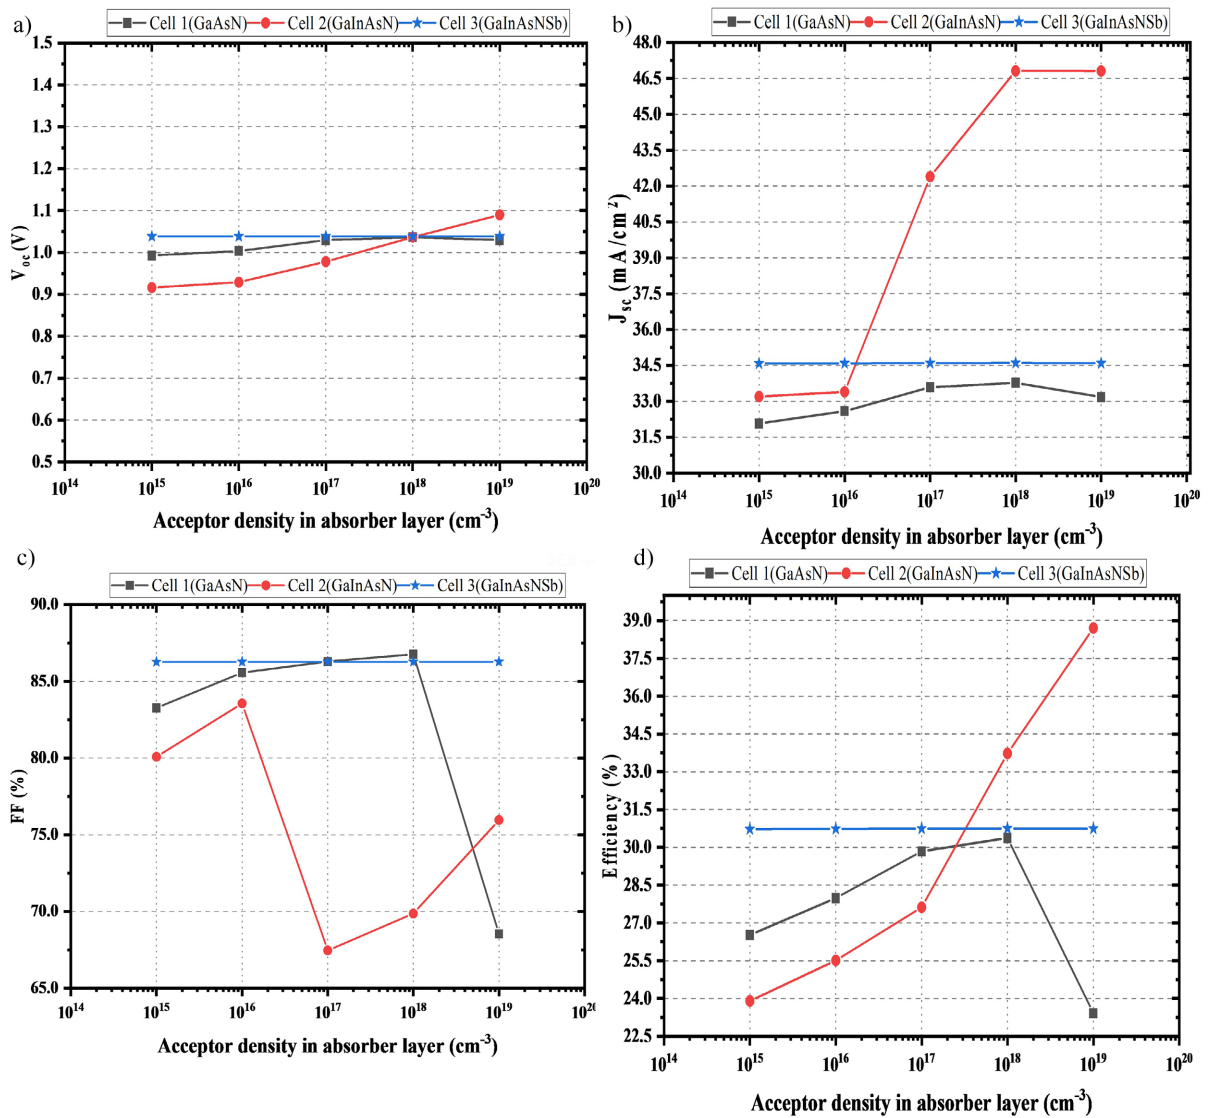 a)
Cell 1(GaAsN) Cell 2(GaInAsN) Cell 3(GaInAsNSb)
1.5
1.4
1.3
1.2
1.1
1.0
0.9
0.8
0.7
1.0
0.5
V0c (V)
10^14 10^15 10^16 10^17 10^18 10^19 10^20
Acceptor density in absorber layer (cm^-3)
b)
Cell 1(GaAsN) Cell 2(GaInAsN) Cell 3(GaInAsNSb)
48.0
46.5
45.0
43.5
42.0
40.5
39.0
37.5
36.0
34.5
33.0
31.5
30.0
Jsc (mA/cm^2)
10^14 10^15 10^16 10^17 10^18 10^19 10^20
Acceptor density in absorber layer (cm^-3)
c)
Cell 1(GaAsN) Cell 2(GaInAsN) Cell 3(GaInAsNSb)
90.0
85.0
80.0
75.0
70.0
65.0
FF (%)
10^14 10^15 10^16 10^17 10^18 10^19 10^20
Acceptor density in absorber layer (cm^-3)
d)
Cell 1(GaAsN) Cell 2(GaInAsN) Cell 3(GaInAsNSb)
39.0
37.5
36.0
34.5
33.0
31.5
30.0
28.5
27.0
25.5
24.0
22.5
Efficiency (%)
10^14 10^15 10^16 10^17 10^18 10^19 10^20
Acceptor density in absorber layer (cm^-3)